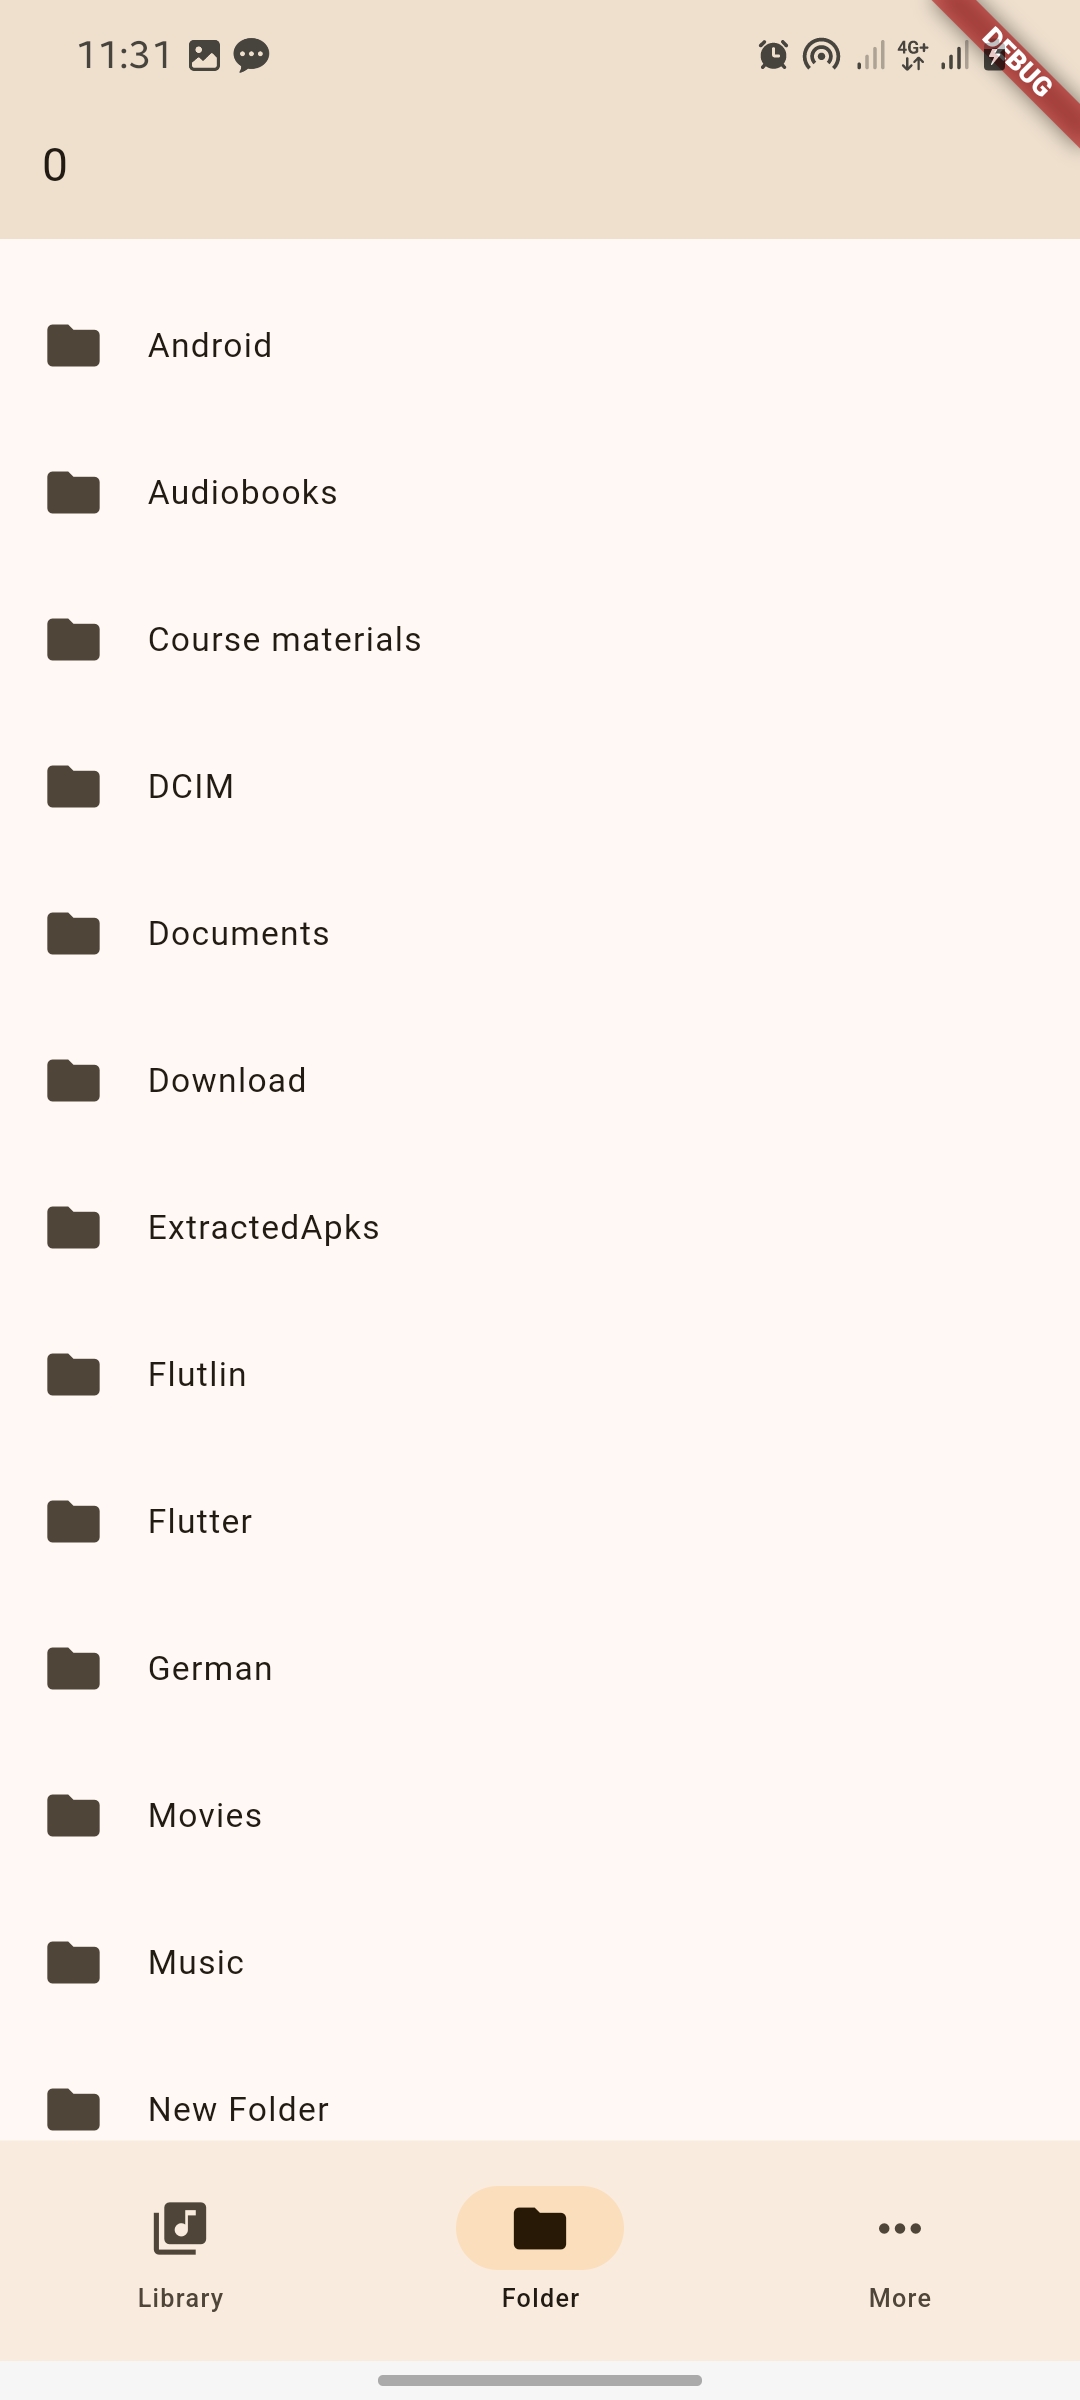 11:31
4G+
DEBUG
0
Android
Audiobooks
Course materials
DCIM
Documents
Download
ExtractedApks
Flutlin
Flutter
German
Movies
Music
New Folder
Library
Folder
More